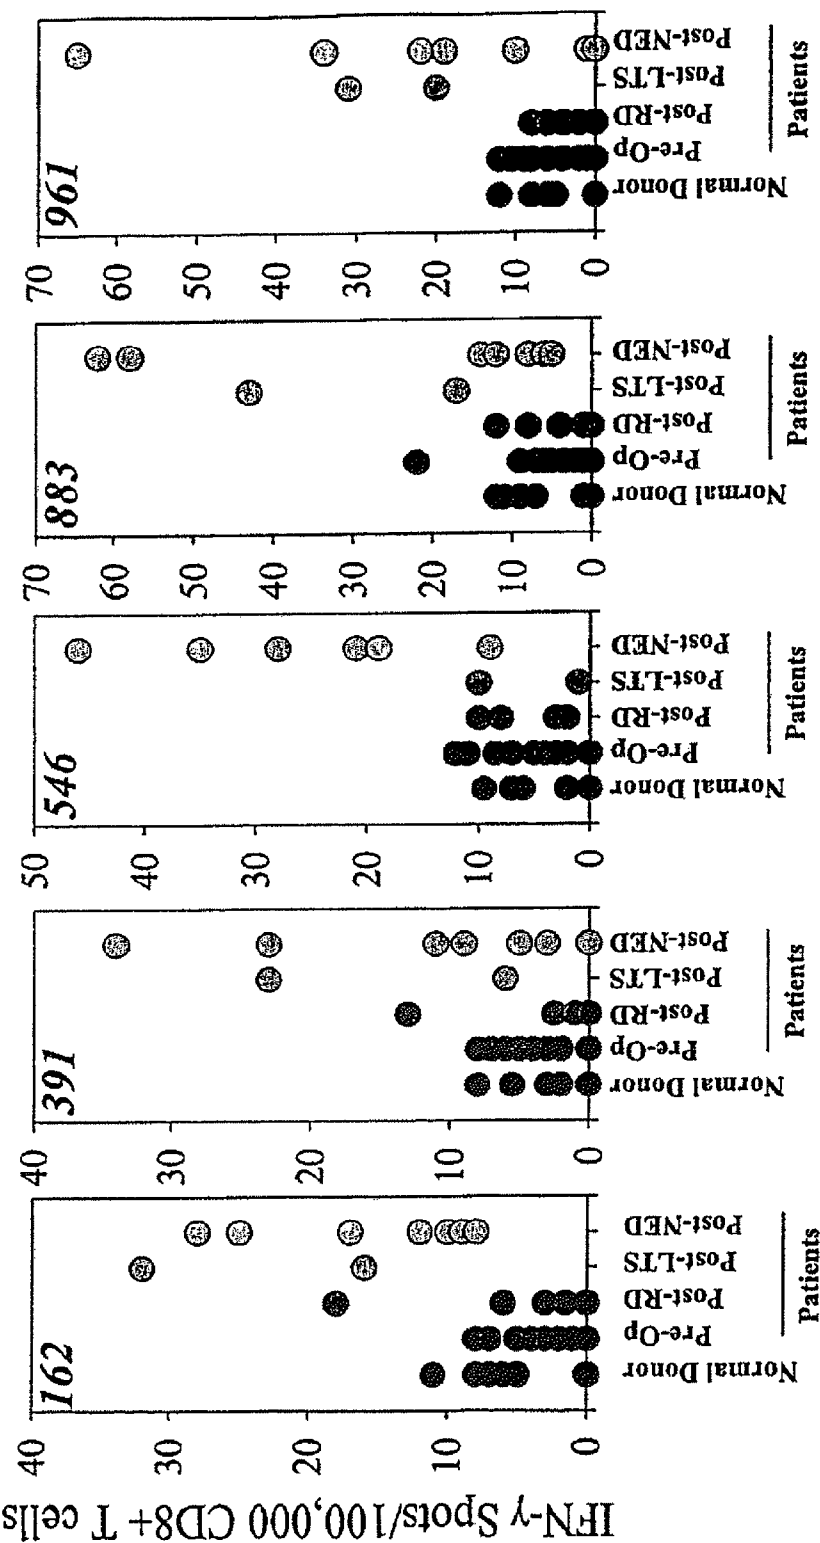 IFN-γ Spots/100,000 CD8+ T cells
162
40
30
20
10
0
Normal Donor
Pre-Op
Post-RD
Post-LTS
Post-NED
Patients
391
40
30
20
10
0
Normal Donor
Pre-Op
Post-RD
Post-LTS
Post-NED
Patients
546
50
40
30
20
10
0
Normal Donor
Pre-Op
Post-RD
Post-LTS
Post-NED
Patients
883
70
60
50
40
30
20
10
0
Normal Donor
Pre-Op
Post-RD
Post-LTS
Post-NED
Patients
961
70
60
50
40
30
20
10
0
Normal Donor
Pre-Op
Post-RD
Post-LTS
Post-NED
Patients